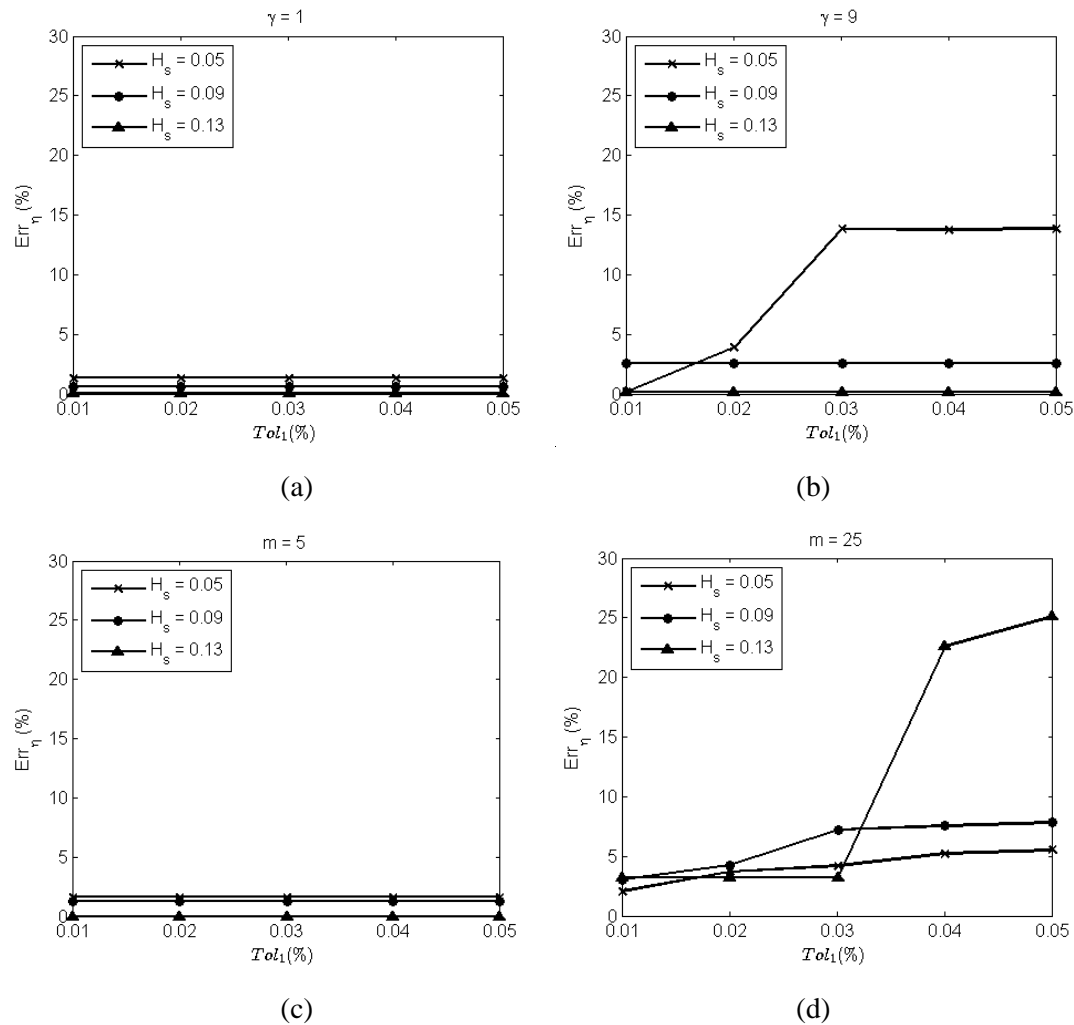 γ = 1
30
25
20
15
10
5
0
Err_η (%)
H_s = 0.05
H_s = 0.09
H_s = 0.13
0.01 0.02 0.03 0.04 0.05
Tol₁(%)
(a)
γ = 9
30
25
20
15
10
5
0
Err_η (%)
H_s = 0.05
H_s = 0.09
H_s = 0.13
0.01 0.02 0.03 0.04 0.05
Tol₁(%)
(b)
m = 5
30
25
20
15
10
5
0
Err_η (%)
H_s = 0.05
H_s = 0.09
H_s = 0.13
0.01 0.02 0.03 0.04 0.05
Tol₁(%)
(c)
m = 25
30
25
20
15
10
5
0
Err_η (%)
H_s = 0.05
H_s = 0.09
H_s = 0.13
0.01 0.02 0.03 0.04 0.05
Tol₁(%)
(d)